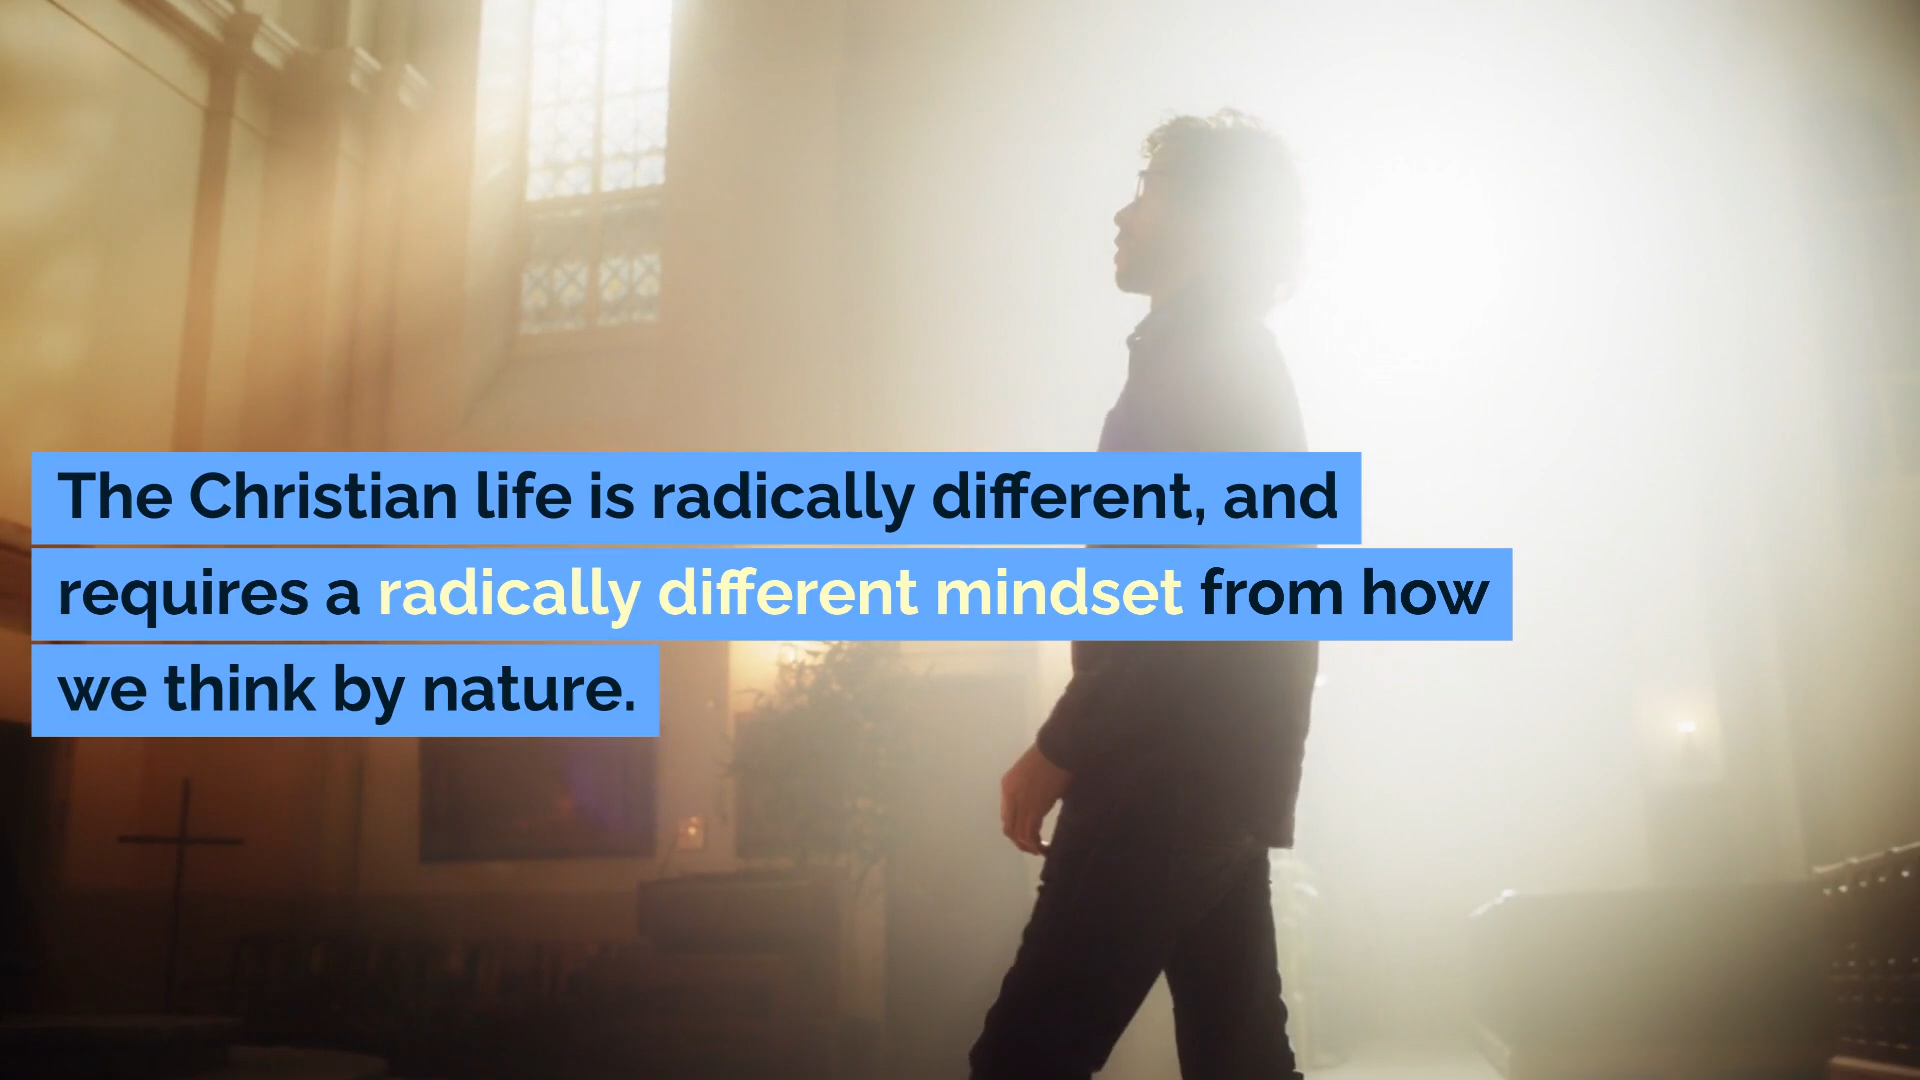 The Christian life is radically different, and
requires a radically different mindset from how
we think by nature.